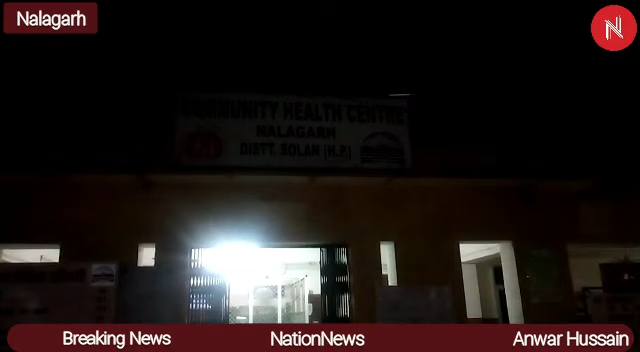 Nalagarh
N
COMMUNITY HEALTH CENTRE
NALAGARH
DISTT. SOLAN (H.P.)
Breaking News
NationNews
Anwar Hussain